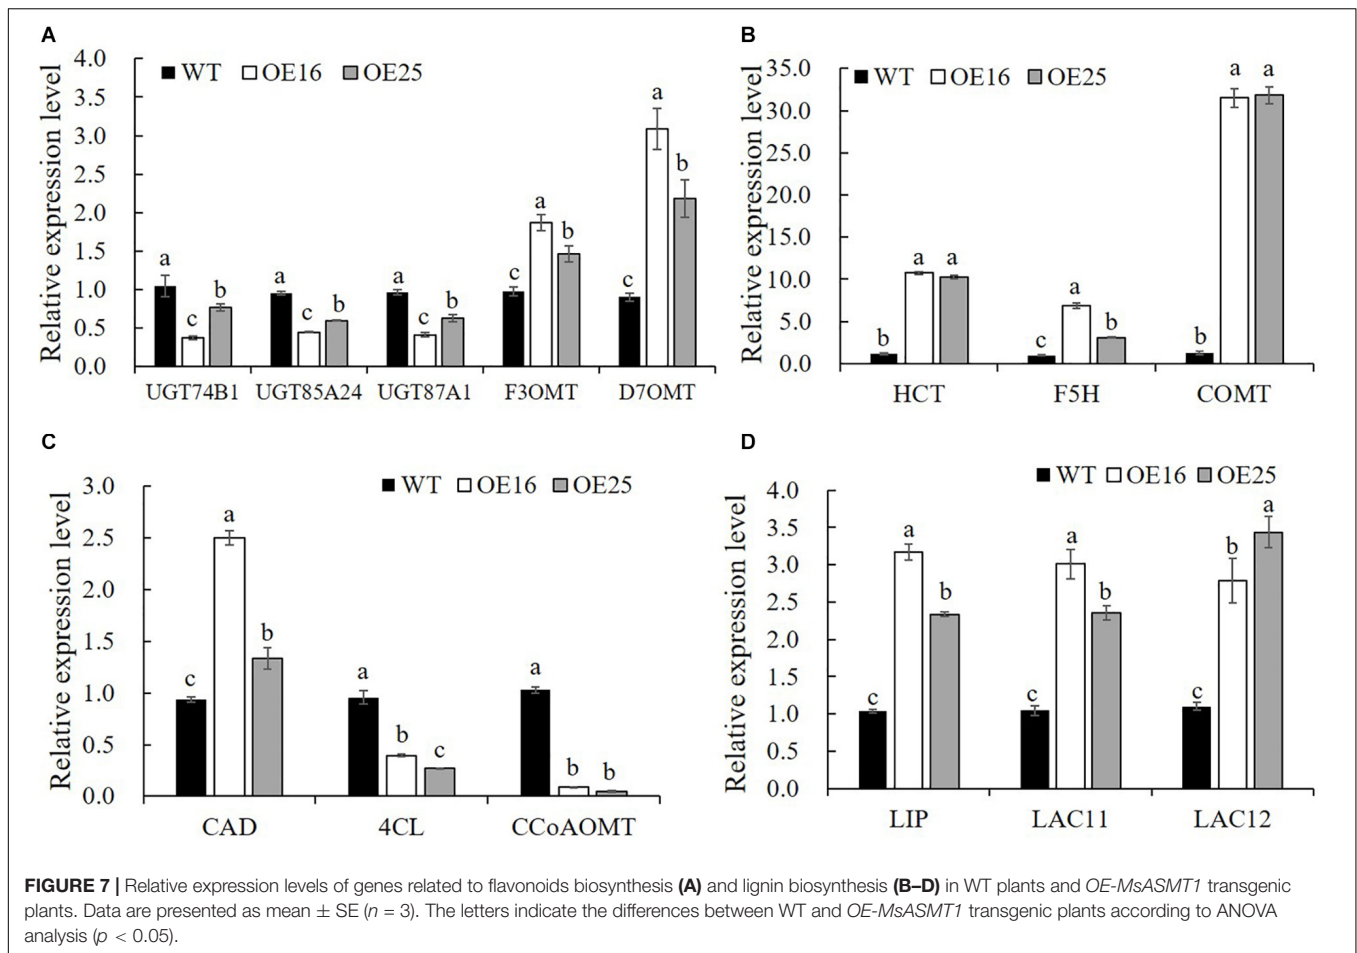 A
WT OE16 OE25
Relative expression level
4.0
3.5
3.0
2.5
2.0
1.5
1.0
0.5
0.0
a c b
a c b
a c b
c a b
c a b
UGT74B1 UGT85A24 UGT87A1 F3OMT D7OMT
B
WT OE16 OE25
Relative expression level
35.0
30.0
25.0
20.0
15.0
10.0
5.0
0.0
b a a
c a b
b a a
HCT F5H COMT
C
WT OE16 OE25
Relative expression level
3.0
2.5
2.0
1.5
1.0
0.5
0.0
c a b
a b c
a b b
CAD 4CL CCoAOMT
D
WT OE16 OE25
Relative expression level
4.0
3.5
3.0
2.5
2.0
1.5
1.0
0.5
0.0
c a b
c a b
c b a
LIP LAC11 LAC12
FIGURE 7 | Relative expression levels of genes related to flavonoids biosynthesis (A) and lignin biosynthesis (B–D) in WT plants and OE-MsASMT1 transgenic
plants. Data are presented as mean ± SE (n = 3). The letters indicate the differences between WT and OE-MsASMT1 transgenic plants according to ANOVA
analysis (p < 0.05).